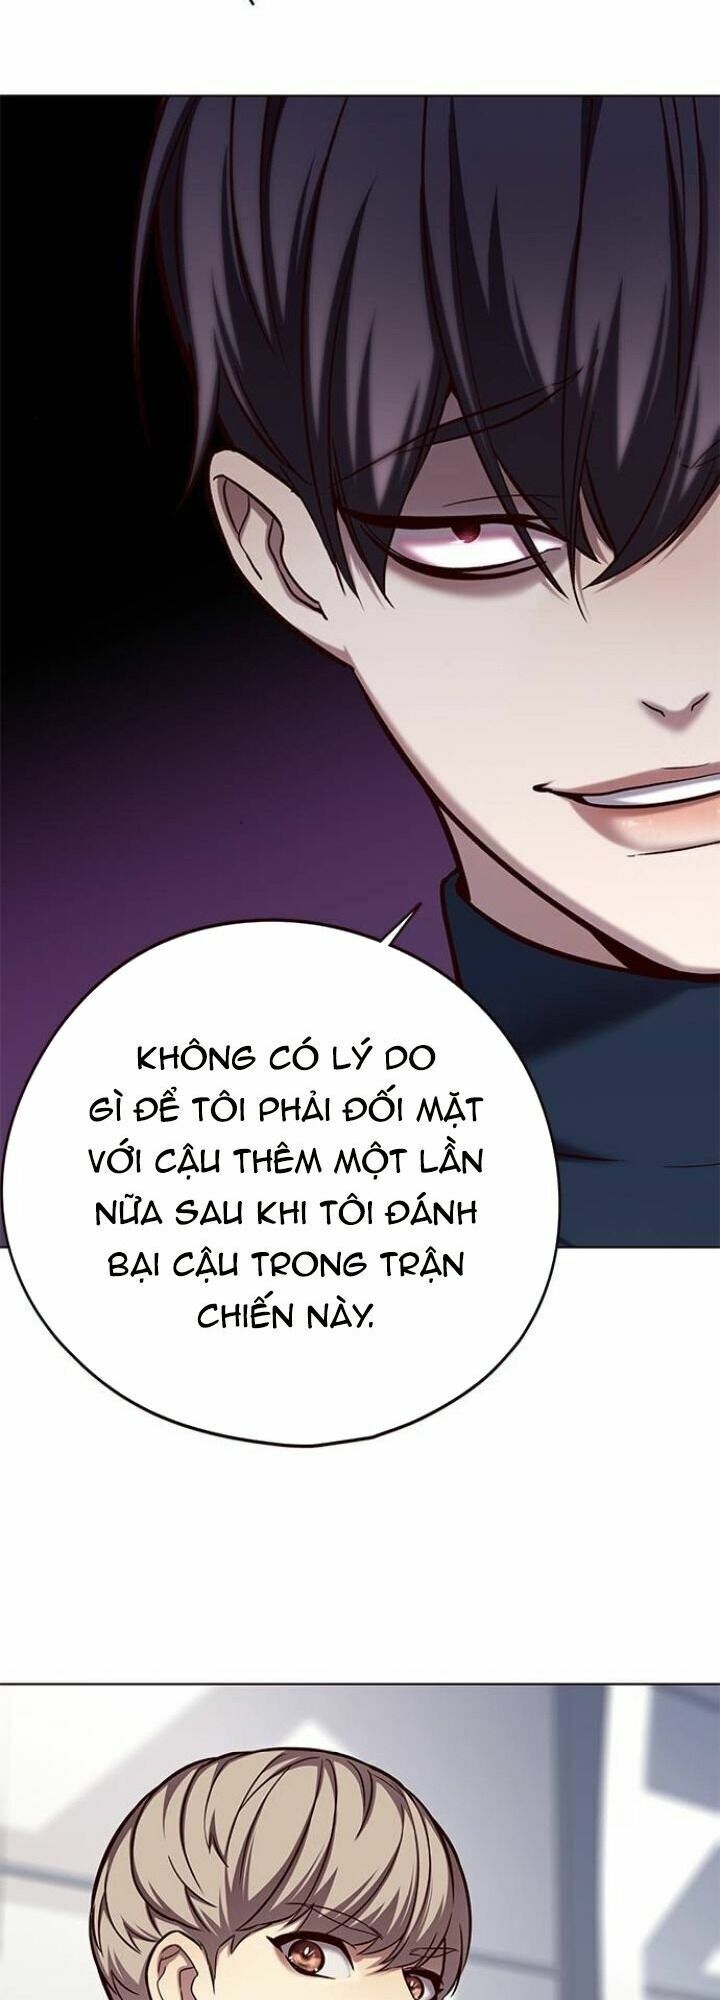 KHÔNG CÓ LÝ DO
GÌ ĐỂ TÔI PHẢI ĐỐI MẶT
VỚI CẬU THÊM MỘT LẦN
NỮA SAU KHI TÔI ĐÁNH
BẠI CẬU TRONG TRẬN
CHIẾN NÀY.